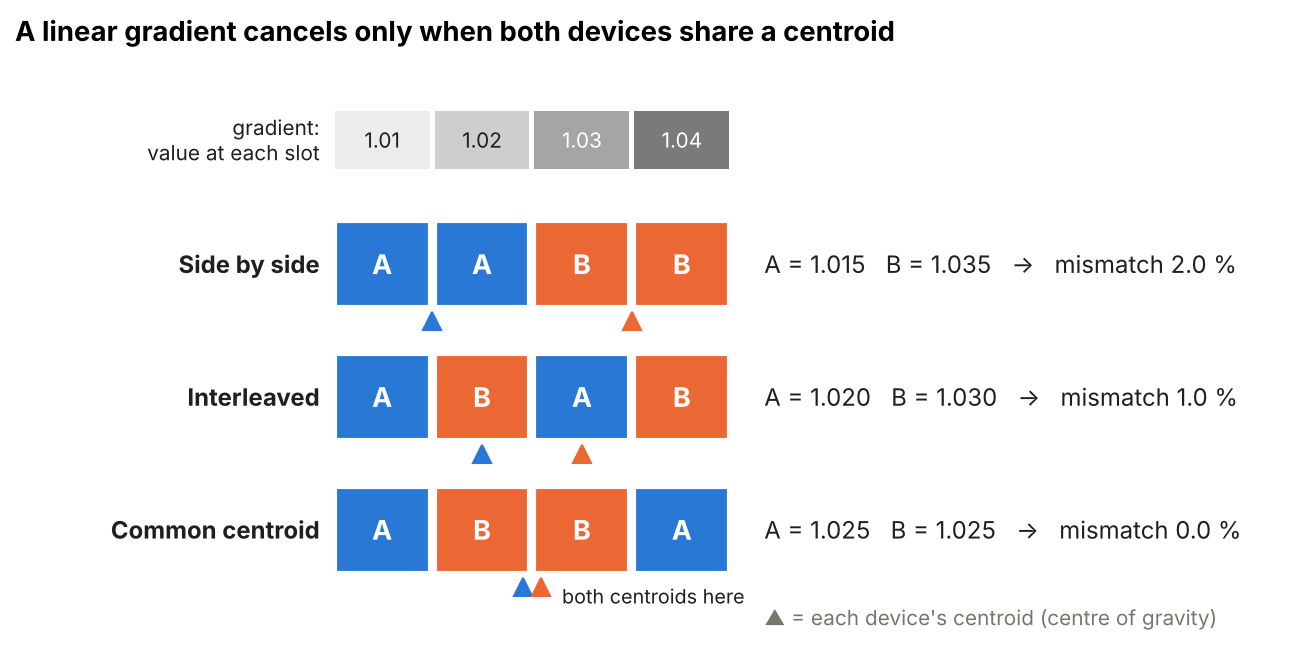 A linear gradient cancels only when both devices share a centroid
gradient:
value at each slot
1.01 1.02 1.03 1.04
Side by side A A B B A = 1.015 B = 1.035 → mismatch 2.0 %
Interleaved A B A B A = 1.020 B = 1.030 → mismatch 1.0 %
Common centroid A B B A A = 1.025 B = 1.025 → mismatch 0.0 %
both centroids here
▲ = each device's centroid (centre of gravity)